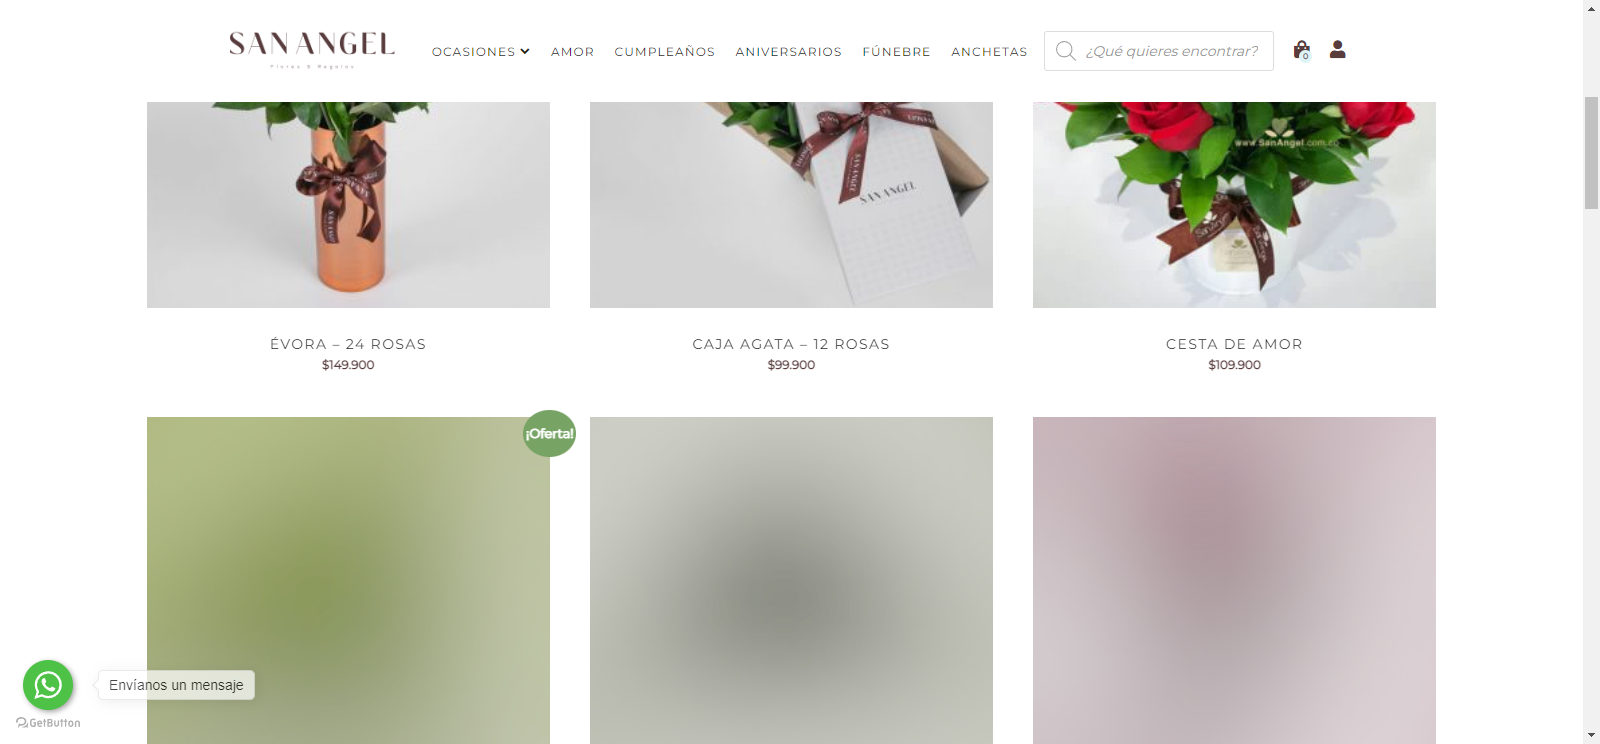 SAN ANGEL
Flores & Regalos
OCASIONES
AMOR
CUMPLEAÑOS
ANIVERSARIOS
FÚNEBRE
ANCHETAS
¿Qué quieres encontrar?
0
SAN ANGEL
www.SanAngel.com.co
SanAngel
ÉVORA – 24 ROSAS
$149.900
CAJA AGATA – 12 ROSAS
$99.900
CESTA DE AMOR
$109.900
¡Oferta!
Envíanos un mensaje
GetButton